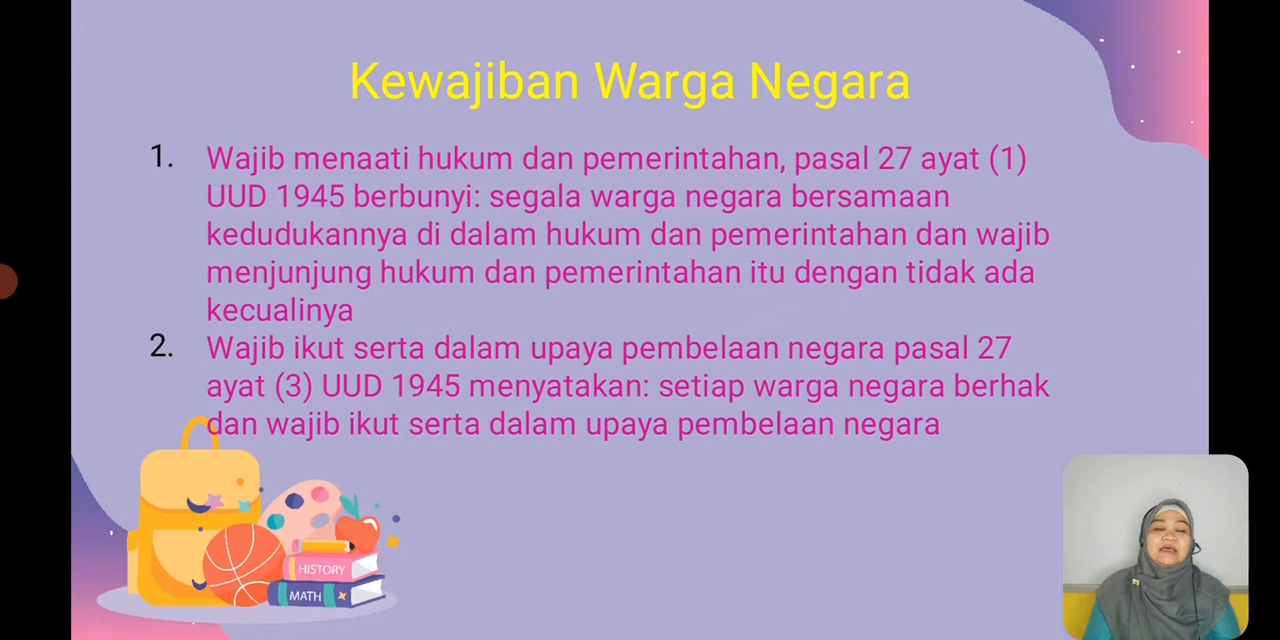 Kewajiban Warga Negara
1. Wajib menaati hukum dan pemerintahan, pasal 27 ayat (1)
UUD 1945 berbunyi: segala warga negara bersamaan
kedudukannya di dalam hukum dan pemerintahan dan wajib
menjunjung hukum dan pemerintahan itu dengan tidak ada
kecualinya
2. Wajib ikut serta dalam upaya pembelaan negara pasal 27
ayat (3) UUD 1945 menyatakan: setiap warga negara berhak
dan wajib ikut serta dalam upaya pembelaan negara
HISTORY
MATH